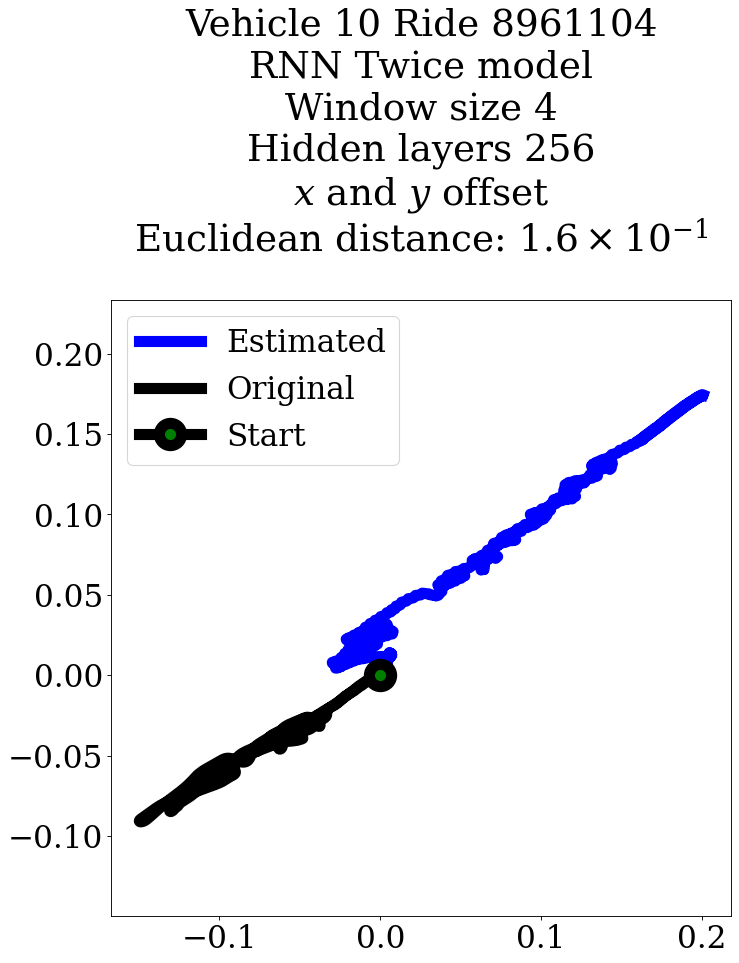 Vehicle 10 Ride 8961104
RNN Twice model
Window size 4
Hidden layers 256
x and y offset
Euclidean distance: 1.6 × 10⁻¹
Estimated
Original
Start
0.20
0.15
0.10
0.05
0.00
−0.05
−0.10
−0.1 0.0 0.1 0.2